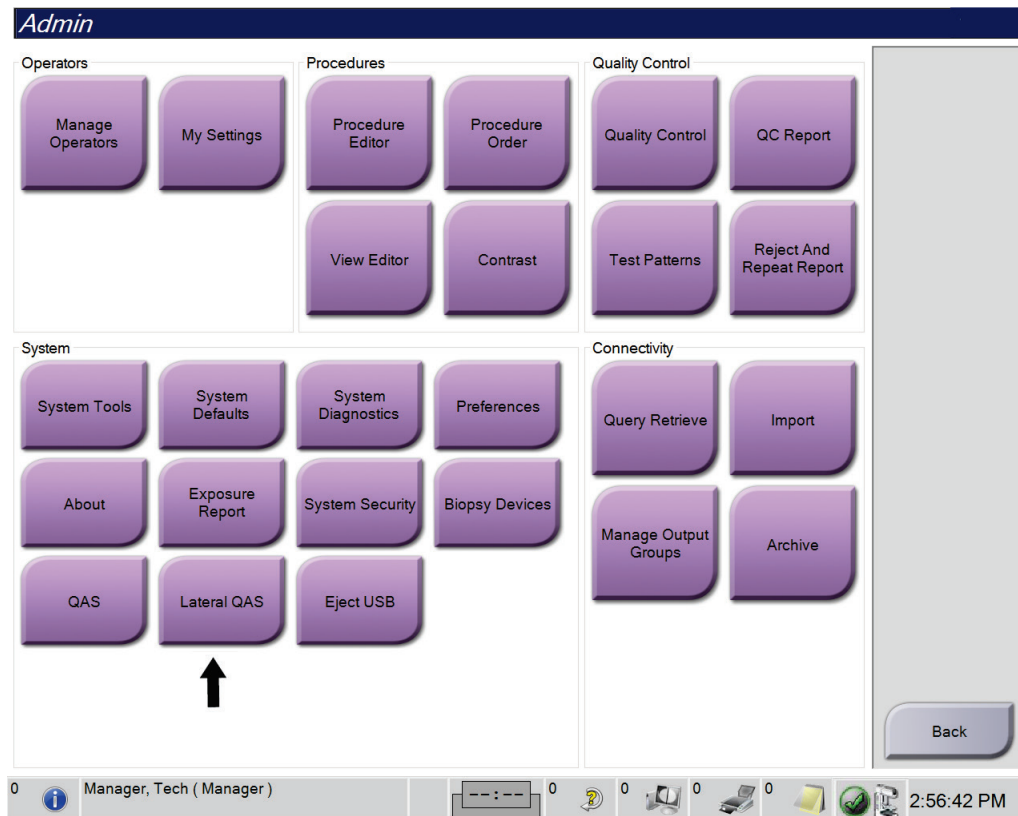 Admin
Operators
Manage
Operators
My Settings
Procedures
Procedure
Editor
Procedure
Order
View Editor
Contrast
Quality Control
Quality Control
QC Report
Test Patterns
Reject And
Repeat Report
System
System Tools
System
Defaults
System
Diagnostics
Preferences
About
Exposure
Report
System Security
Biopsy Devices
QAS
Lateral QAS
Eject USB
Connectivity
Query Retrieve
Import
Manage Output
Groups
Archive
Back
0
Manager, Tech ( Manager )
--:--
0
0
0
0
2:56:42 PM